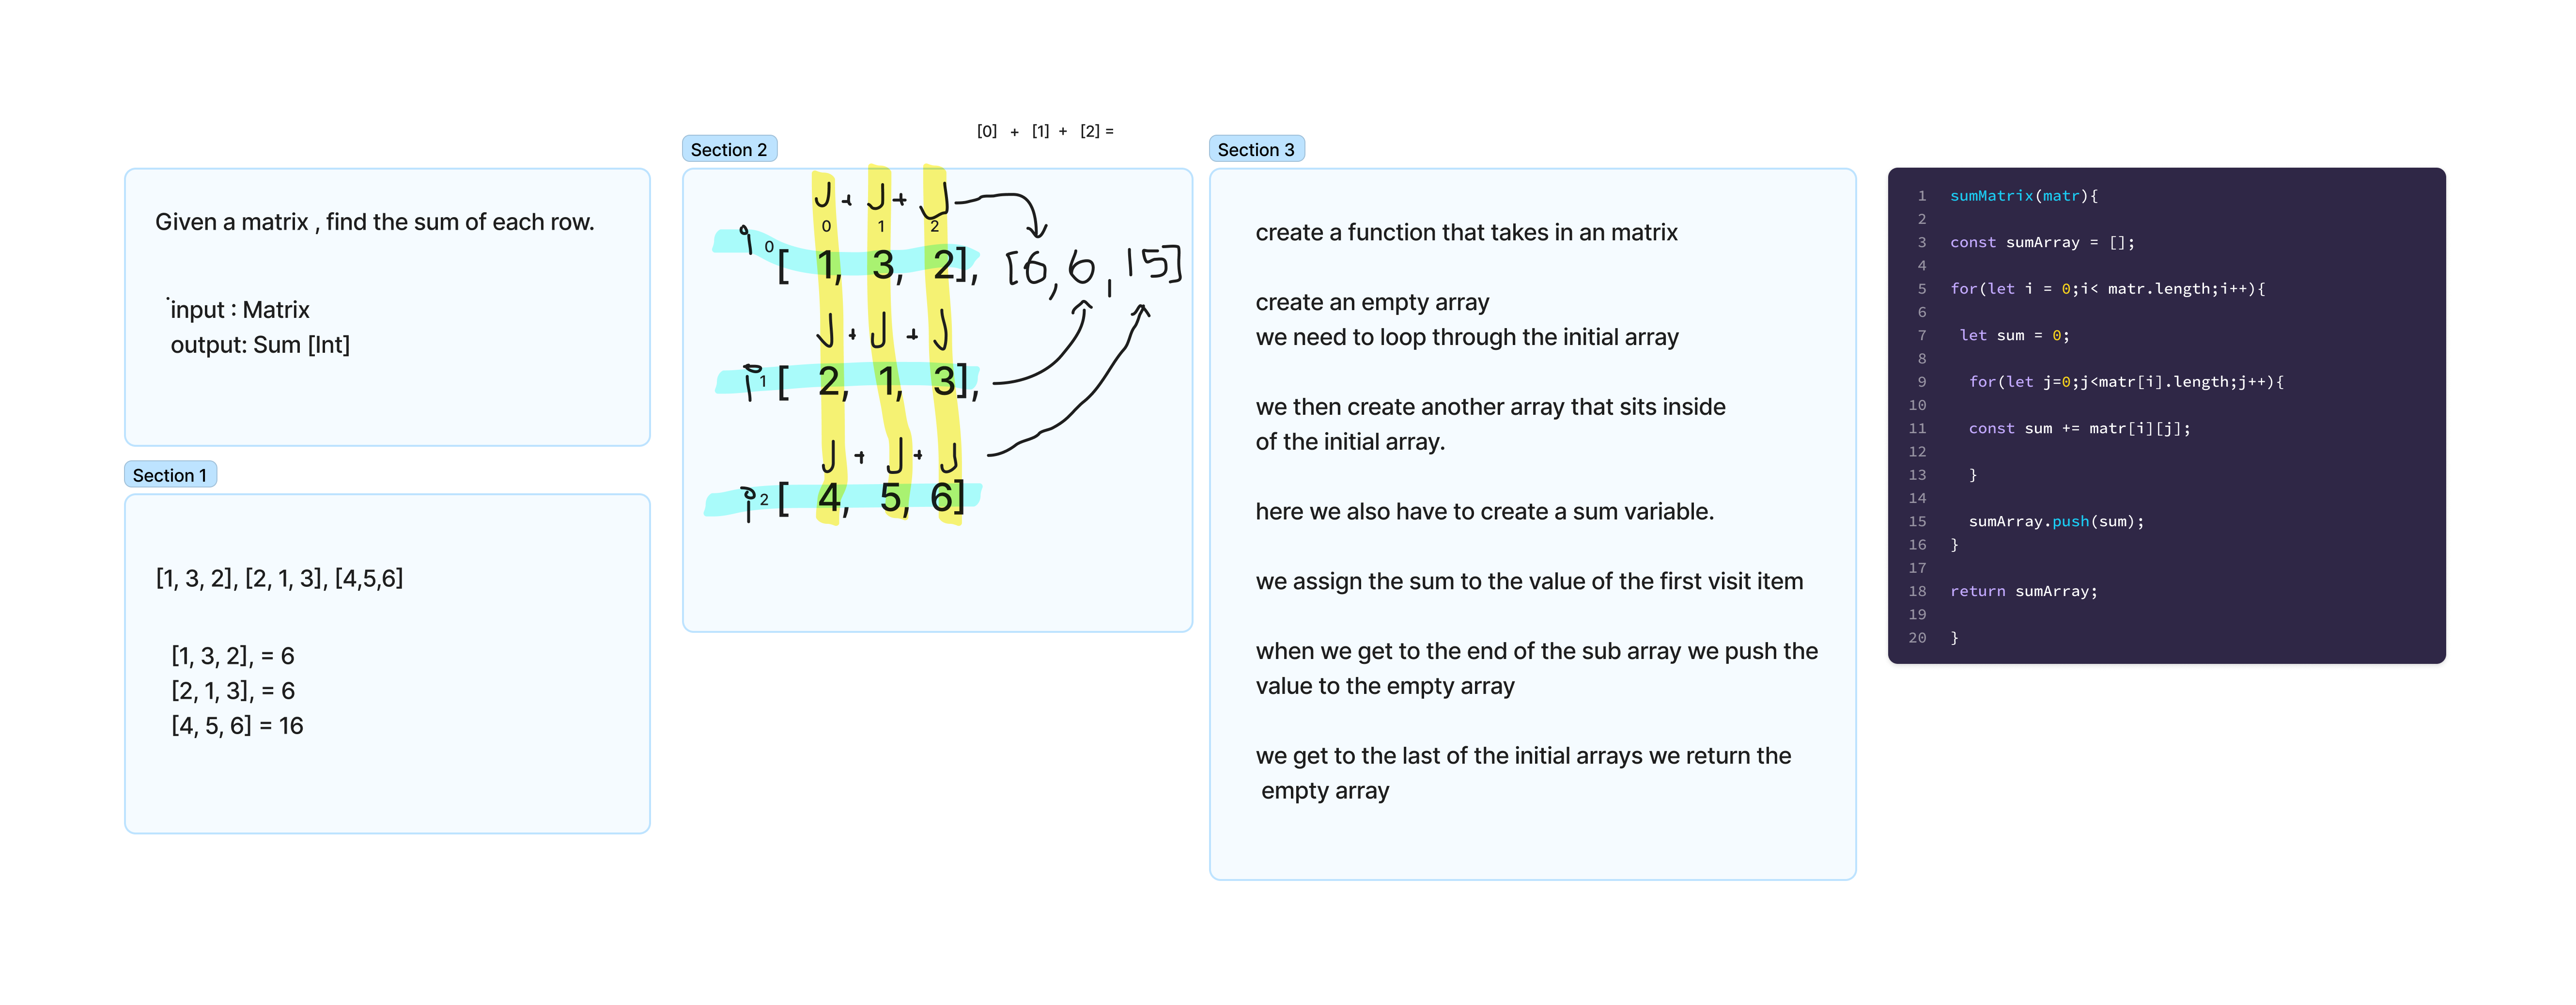 Given a matrix , find the sum of each row.
input : Matrix
output: Sum [Int]
Section 1
[1, 3, 2], [2, 1, 3], [4,5,6]
[1, 3, 2], = 6
[2, 1, 3], = 6
[4, 5, 6] = 16
[0] + [1] + [2] =
Section 2
J + J + J
0 1 2
i 0 [ 1, 3, 2], [6,6,15]
J + J + J
i 1 [ 2, 1, 3],
J + J + J
i 2 [ 4, 5, 6]
Section 3
create a function that takes in an matrix
create an empty array
we need to loop through the initial array
we then create another array that sits inside
of the initial array.
here we also have to create a sum variable.
we assign the sum to the value of the first visit item
when we get to the end of the sub array we push the
value to the empty array
we get to the last of the initial arrays we return the
empty array
1 sumMatrix(matr){
2
3 const sumArray = [];
4
5 for(let i = 0;i< matr.length;i++){
6
7 let sum = 0;
8
9 for(let j=0;j<matr[i].length;j++){
10
11 const sum += matr[i][j];
12
13 }
14
15 sumArray.push(sum);
16 }
17
18 return sumArray;
19
20 }